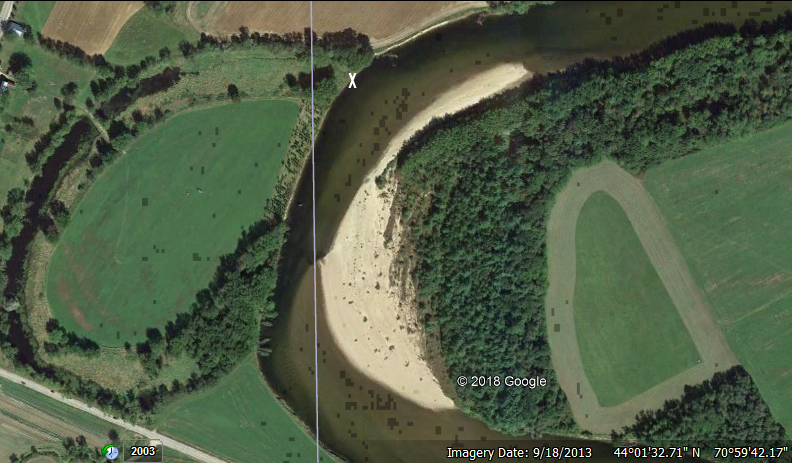 X
© 2018 Google
2003
Imagery Date: 9/18/2013 44°01'32.71" N 70°59'42.17"